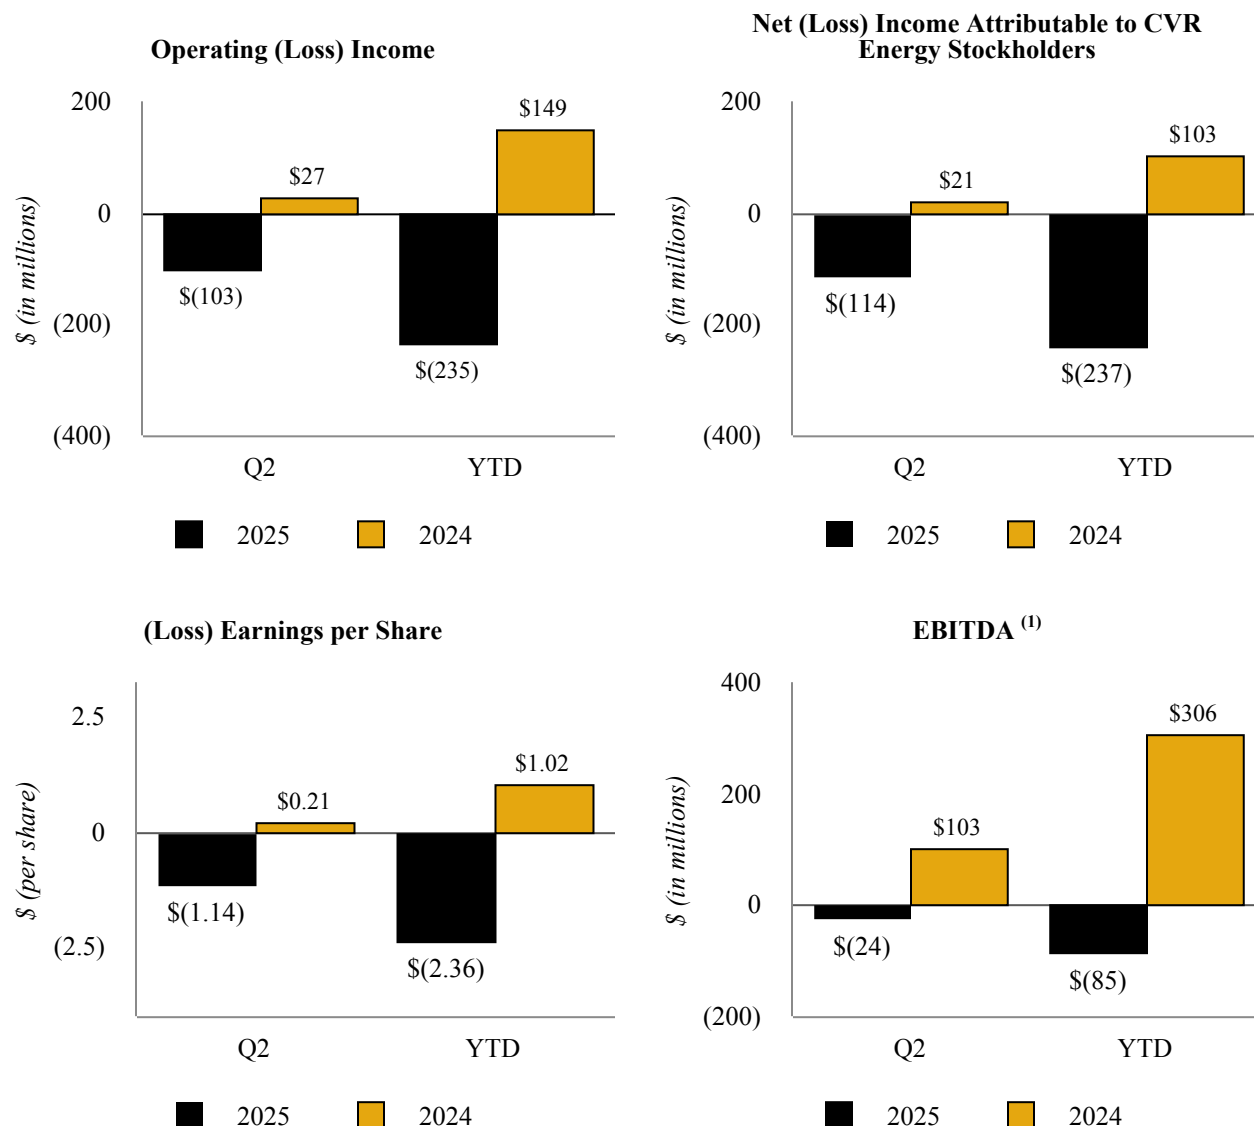 Operating (Loss) Income
200
0
(200)
(400)
$ (in millions)
$(103)
$27
$(235)
$149
Q2
YTD
2025
2024
Net (Loss) Income Attributable to CVR
Energy Stockholders
200
0
(200)
(400)
$ (in millions)
$(114)
$21
$(237)
$103
Q2
YTD
2025
2024
(Loss) Earnings per Share
2.5
0
(2.5)
$ (per share)
$(1.14)
$0.21
$(2.36)
$1.02
Q2
YTD
2025
2024
EBITDA (1)
400
200
0
(200)
$ (in millions)
$(24)
$103
$(85)
$306
Q2
YTD
2025
2024